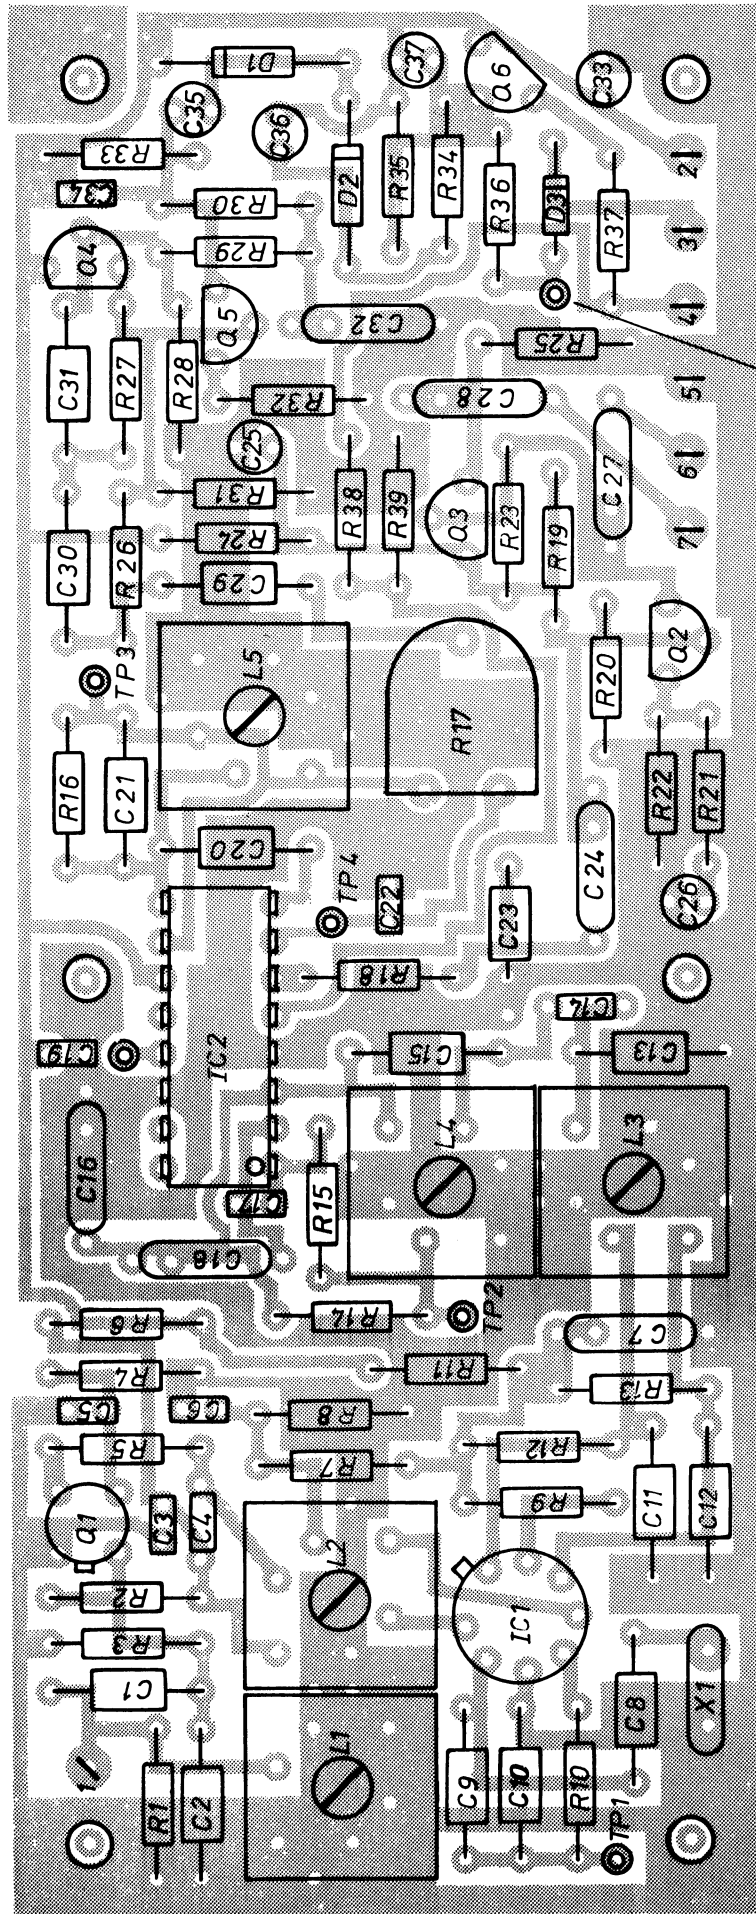 D1
C37
Q6
C33
C35
C36
R33
C34
D2
R35
R34
R36
D3
R37
2
R30
R29
3
Q4
Q5
C32
4
R25
C31
R27
R28
R32
C28
5
C25
C27
6
R31
R38
R39
Q3
R23
R19
7
R24
C30
R26
C29
TP3
L5
R17
R20
Q2
R16
C21
R22
R21
C20
TP4
C22
C23
C24
C26
R18
C14
C19
IC2
C15
C13
L4
L3
C16
C17
R15
C18
R6
R14
TP2
C7
R4
R11
R13
C5
C6
R8
R5
R7
R12
R9
C11
C12
Q1
C3
C4
L2
IC1
R2
R3
C1
C8
X1
1
R1
C2
L1
C9
C10
R10
TP1